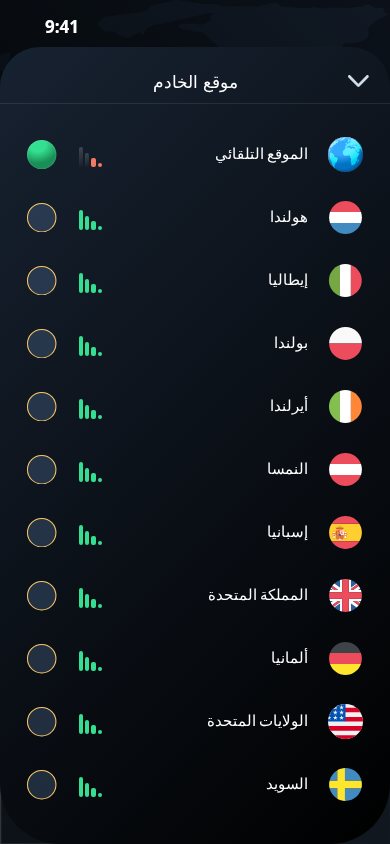 9:41
موقع الخادم
الموقع التلقائي
هولندا
إيطاليا
بولندا
أيرلندا
النمسا
إسبانيا
المملكة المتحدة
ألمانيا
الولايات المتحدة
السويد